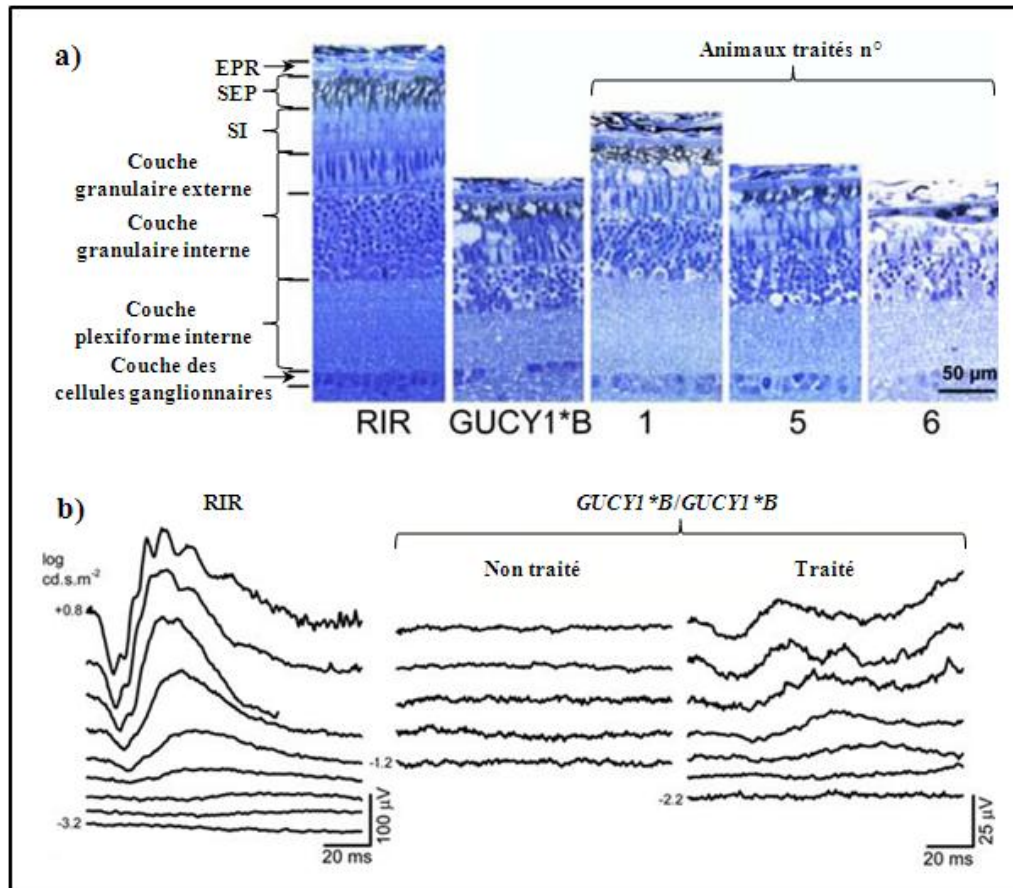 a)
Animaux traités n°
EPR
SEP
SI
Couche
granulaire externe
Couche
granulaire interne
Couche
plexiforme interne
Couche des
cellules ganglionnaires
50 µm
RIR GUCY1*B 1 5 6
b)
RIR
GUCY1*B/GUCY1*B
log
cd.s.m-2
Non traité
Traité
+0.8
-1.2
-2.2
-3.2
100 µV
25 µV
20 ms
20 ms